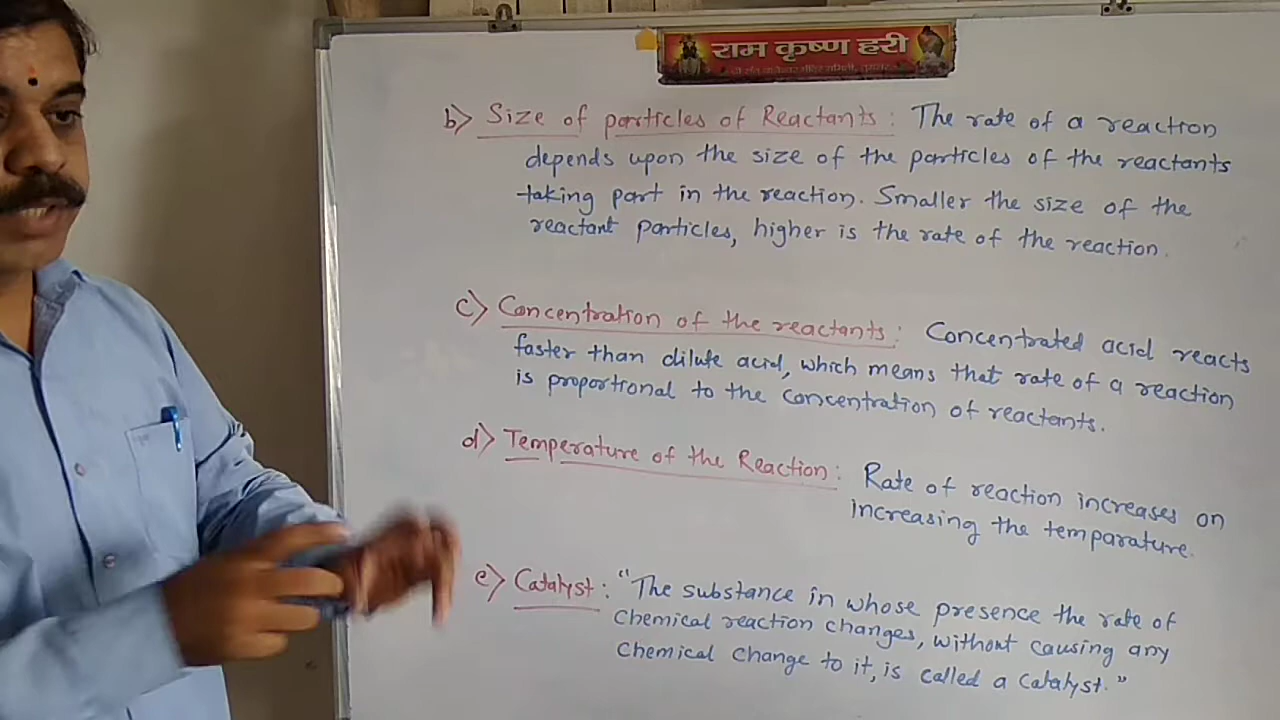 राम कृष्ण हरी
b) Size of particles of Reactants : The rate of a reaction
depends upon the size of the particles of the reactants
taking part in the reaction. Smaller the size of the
reactant particles, higher is the rate of the reaction.
c) Concentration of the reactants : Concentrated acid reacts
faster than dilute acid, which means that rate of a reaction
is proportional to the concentration of reactants.
d) Temperature of the Reaction : Rate of reaction increases on
increasing the temparature.
e) Catalyst : "The substance in whose presence the rate of
chemical reaction changes, without causing any
chemical change to it, is called a catalyst."